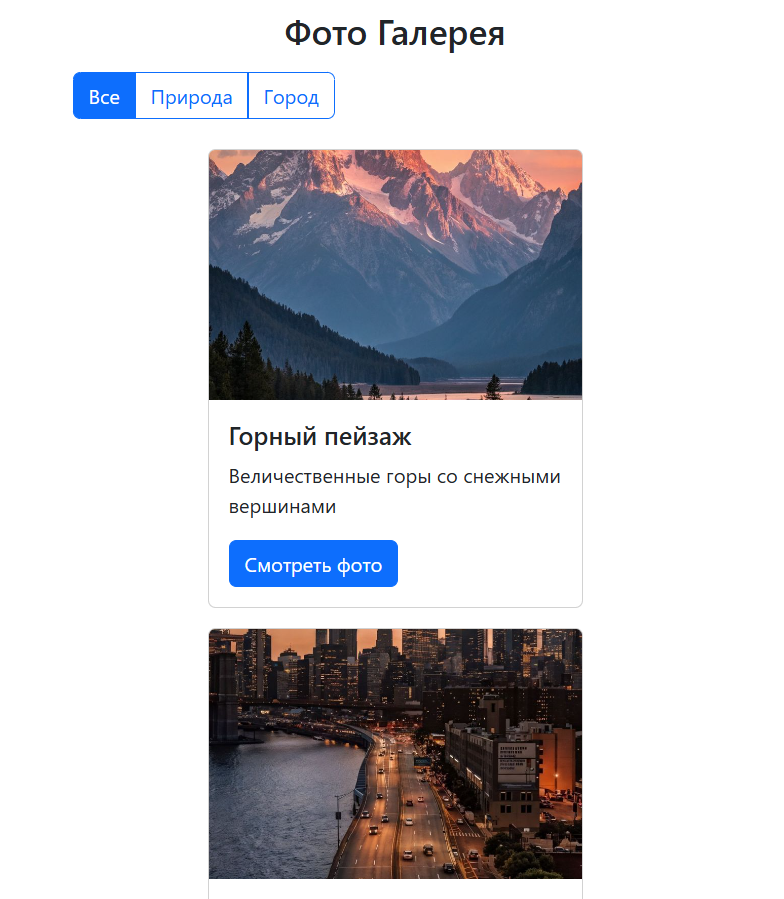 Фото Галерея
Все
Природа
Город
Горный пейзаж
Величественные горы со снежными
вершинами
Смотреть фото